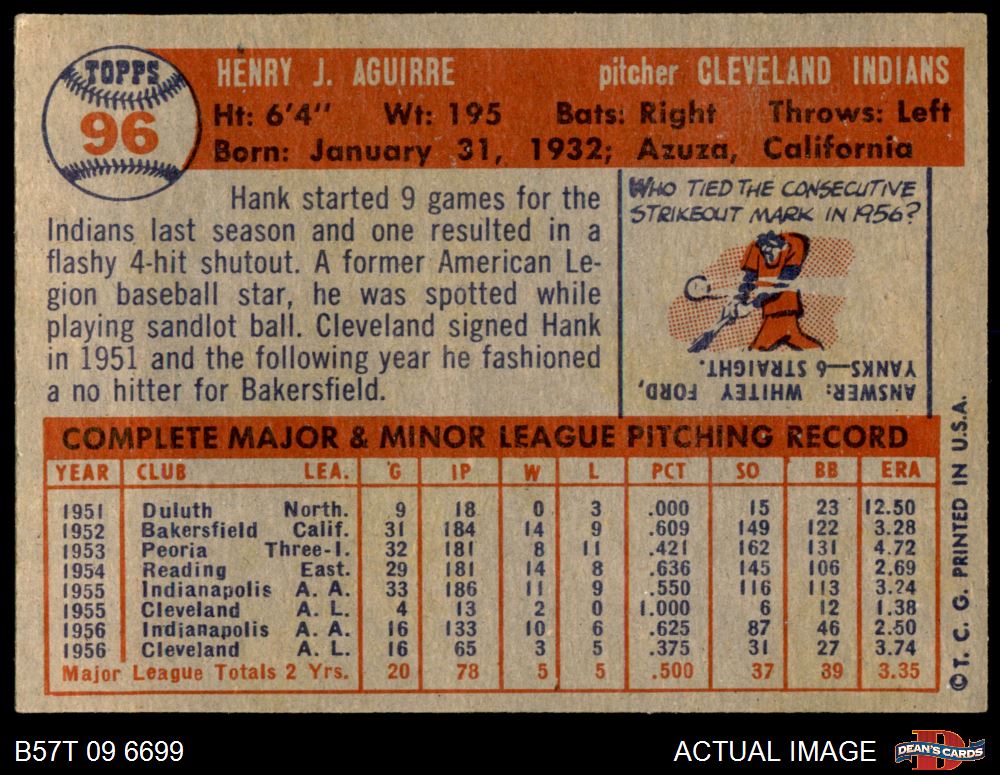 TOPPS
96
HENRY J. AGUIRRE pitcher CLEVELAND INDIANS
Ht: 6'4" Wt: 195 Bats: Right Throws: Left
Born: January 31, 1932; Azuza, California
Hank started 9 games for the
Indians last season and one resulted in a
flashy 4-hit shutout. A former American Le-
gion baseball star, he was spotted while
playing sandlot ball. Cleveland signed Hank
in 1951 and the following year he fashioned
a no hitter for Bakersfield.
WHO TIED THE CONSECUTIVE
STRIKEOUT MARK IN 1956?
ANSWER: WHITEY FORD,
YANKS—6 STRAIGHT.
COMPLETE MAJOR & MINOR LEAGUE PITCHING RECORD
YEAR CLUB LEA. G IP W L PCT SO BB ERA
1951 Duluth North. 9 18 0 3 .000 15 23 12.50
1952 Bakersfield Calif. 31 184 14 9 .609 149 122 3.28
1953 Peoria Three-I. 32 181 8 11 .421 162 131 4.72
1954 Reading East. 29 181 14 8 .636 145 106 2.69
1955 Indianapolis A. A. 33 186 11 9 .550 116 113 3.24
1955 Cleveland A. L. 4 13 2 0 1.000 6 12 1.38
1956 Indianapolis A. A. 16 133 10 6 .625 87 46 2.50
1956 Cleveland A. L. 16 65 3 5 .375 31 27 3.74
Major League Totals 2 Yrs. 20 78 5 5 .500 37 39 3.35
©T. C. G. PRINTED IN U.S.A.
B57T 09 6699
ACTUAL IMAGE
D
DEAN'S CARDS